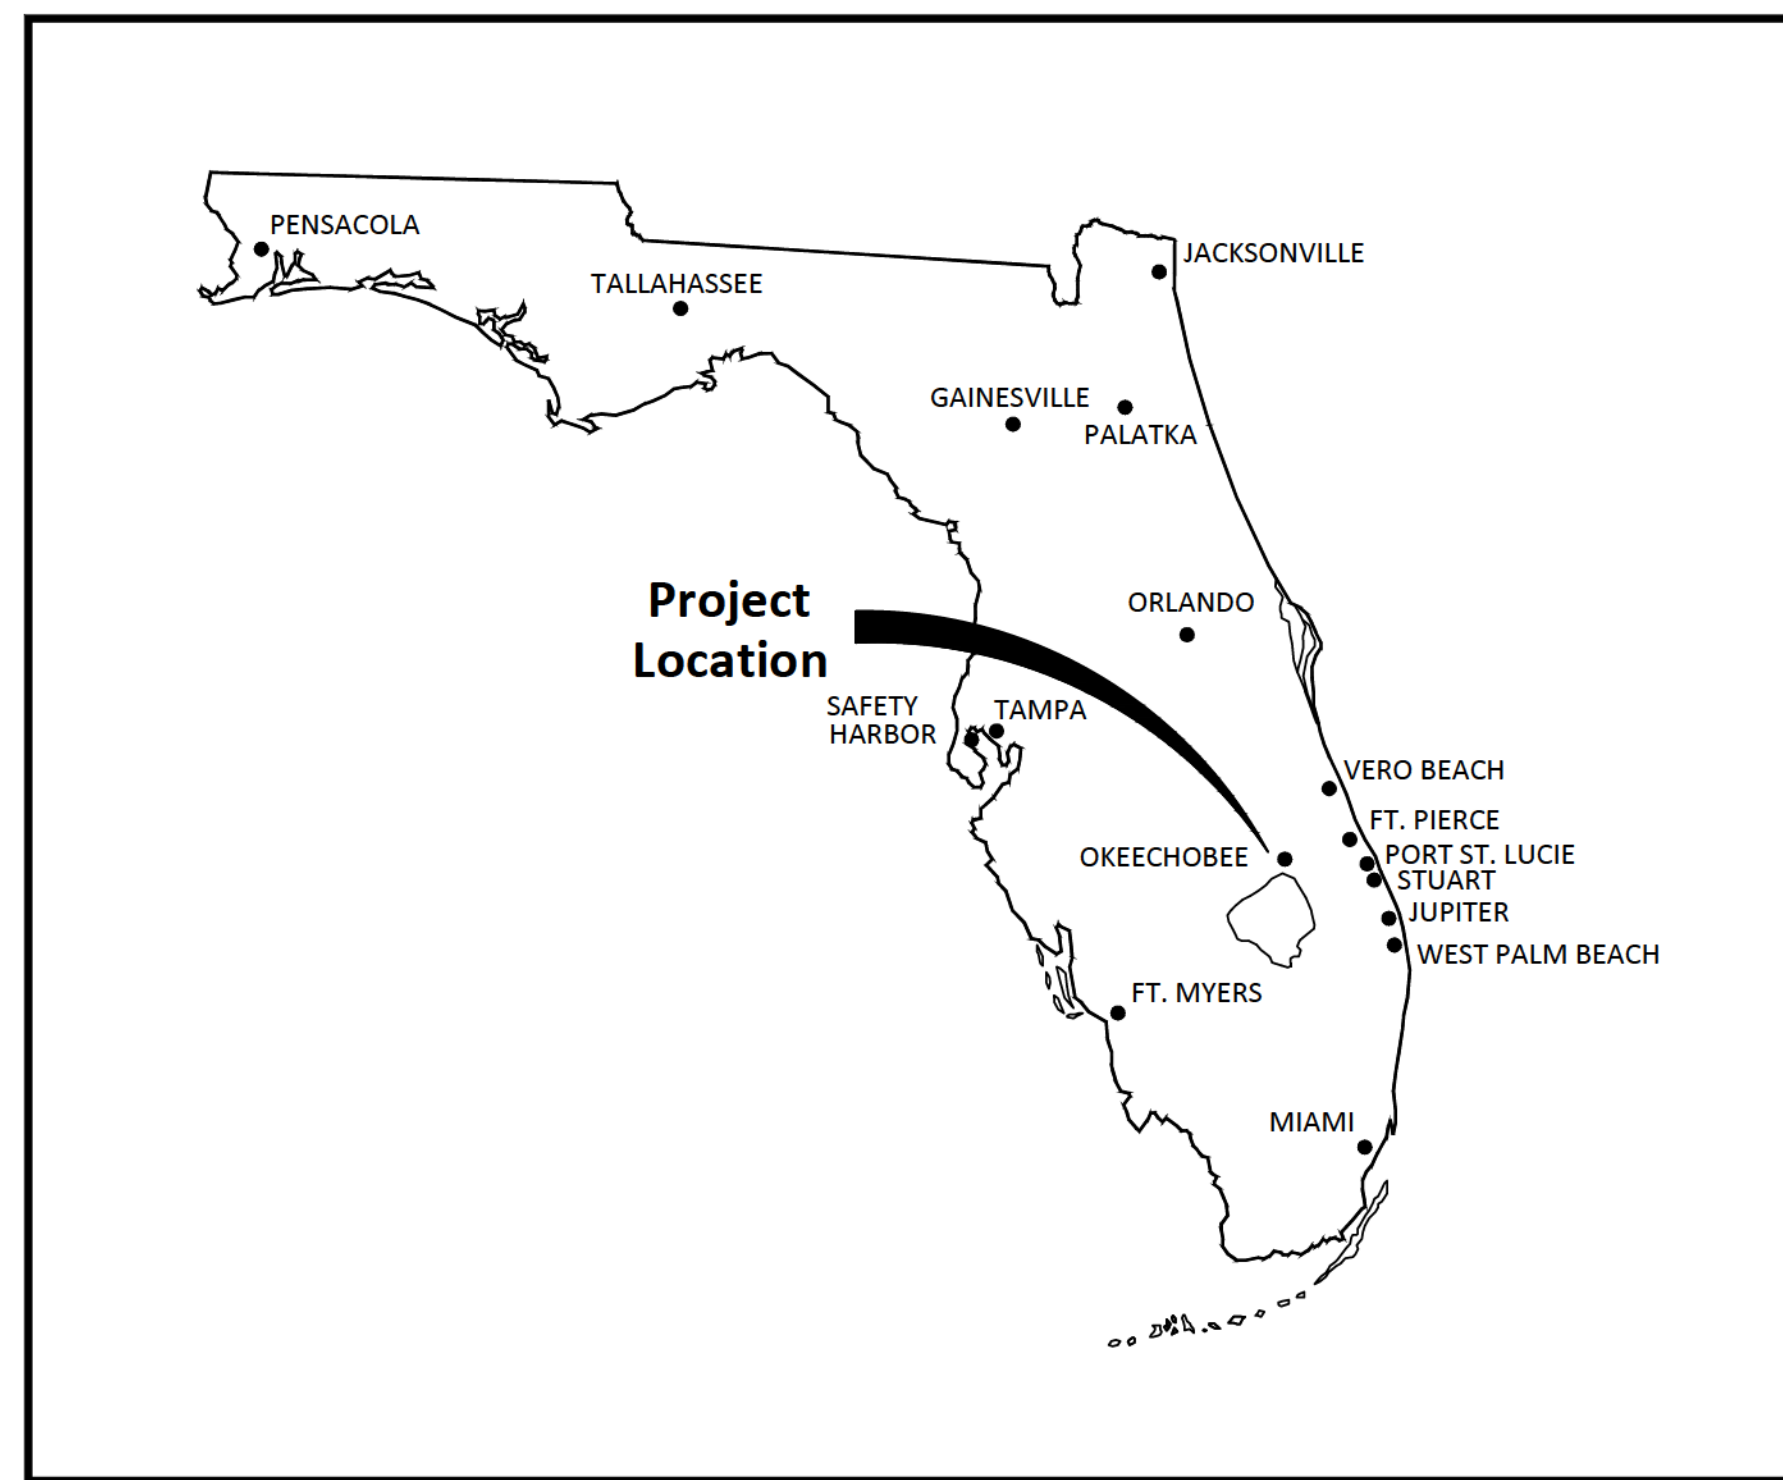 PENSACOLA
JACKSONVILLE
TALLAHASSEE
GAINESVILLE
PALATKA
Project
Location
ORLANDO
SAFETY
HARBOR
TAMPA
VERO BEACH
FT. PIERCE
OKEECHOBEE
PORT ST. LUCIE
STUART
JUPITER
WEST PALM BEACH
FT. MYERS
MIAMI